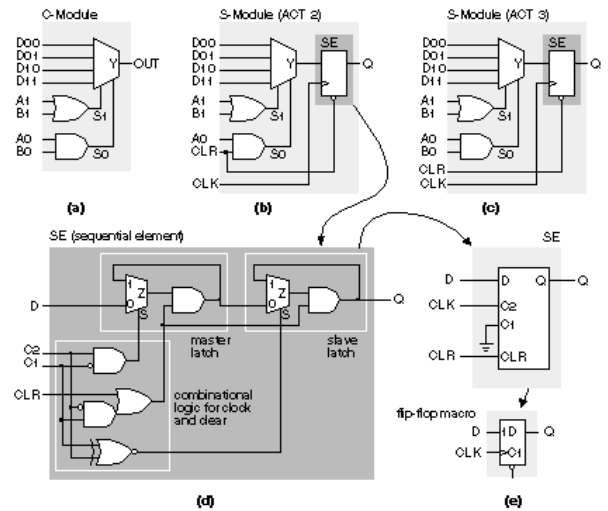 C-Module
D00
D01
D10
D11
Y
OUT
A1
B1
S1
A0
B0
S0
(a)
S-Module (ACT 2)
SE
D00
D01
D10
D11
Y
Q
A1
B1
S1
A0
CLR
S0
CLK
(b)
S-Module (ACT 3)
SE
D00
D01
D10
D11
Y
Q
A1
B1
S1
A0
B0
S0
CLR
CLK
(c)
SE (sequential element)
1
Z
0
S
D
1
Z
0
S
Q
master
latch
slave
latch
C2
C1
CLR
combinational
logic for clock
and clear
(d)
SE
D
D
Q
Q
CLK
C2
C1
CLR
CLR
flip-flop macro
D
1D
Q
CLK
C1
(e)